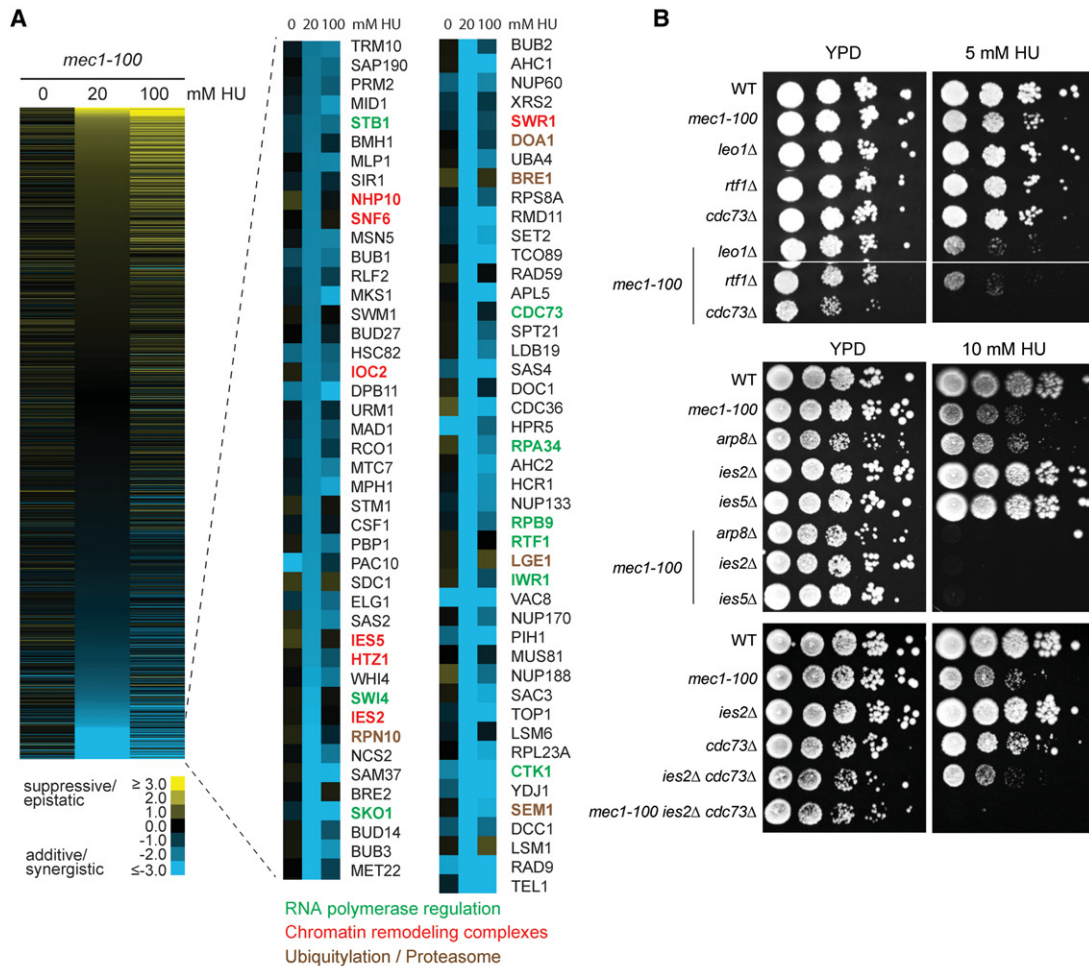 A
mec1-100
0 20 100 mM HU
suppressive/
epistatic
additive/
synergistic
≥ 3.0
2.0
1.0
0.0
-1.0
-2.0
≤-3.0
0 20 100 mM HU
TRM10
SAP190
PRM2
MID1
STB1
BMH1
MLP1
SIR1
NHP10
SNF6
MSN5
BUB1
RLF2
MKS1
SWM1
BUD27
HSC82
IOC2
DPB11
URM1
MAD1
RCO1
MTC7
MPH1
STM1
CSF1
PBP1
PAC10
SDC1
ELG1
SAS2
IES5
HTZ1
WHI4
SWI4
IES2
RPN10
NCS2
SAM37
BRE2
SKO1
BUD14
BUB3
MET22
0 20 100 mM HU
BUB2
AHC1
NUP60
XRS2
SWR1
DOA1
UBA4
BRE1
RPS8A
RMD11
SET2
TCO89
RAD59
APL5
CDC73
SPT21
LDB19
SAS4
DOC1
CDC36
HPR5
RPA34
AHC2
HCR1
NUP133
RPB9
RTF1
LGE1
IWR1
VAC8
NUP170
PIH1
MUS81
NUP188
SAC3
TOP1
LSM6
RPL23A
CTK1
YDJ1
SEM1
DCC1
LSM1
RAD9
TEL1
RNA polymerase regulation
Chromatin remodeling complexes
Ubiquitylation / Proteasome
B
YPD 5 mM HU
WT
mec1-100
leo1Δ
rtf1Δ
cdc73Δ
mec1-100
leo1Δ
rtf1Δ
cdc73Δ
YPD 10 mM HU
WT
mec1-100
arp8Δ
ies2Δ
ies5Δ
mec1-100
arp8Δ
ies2Δ
ies5Δ
WT
mec1-100
ies2Δ
cdc73Δ
ies2Δ cdc73Δ
mec1-100 ies2Δ cdc73Δ